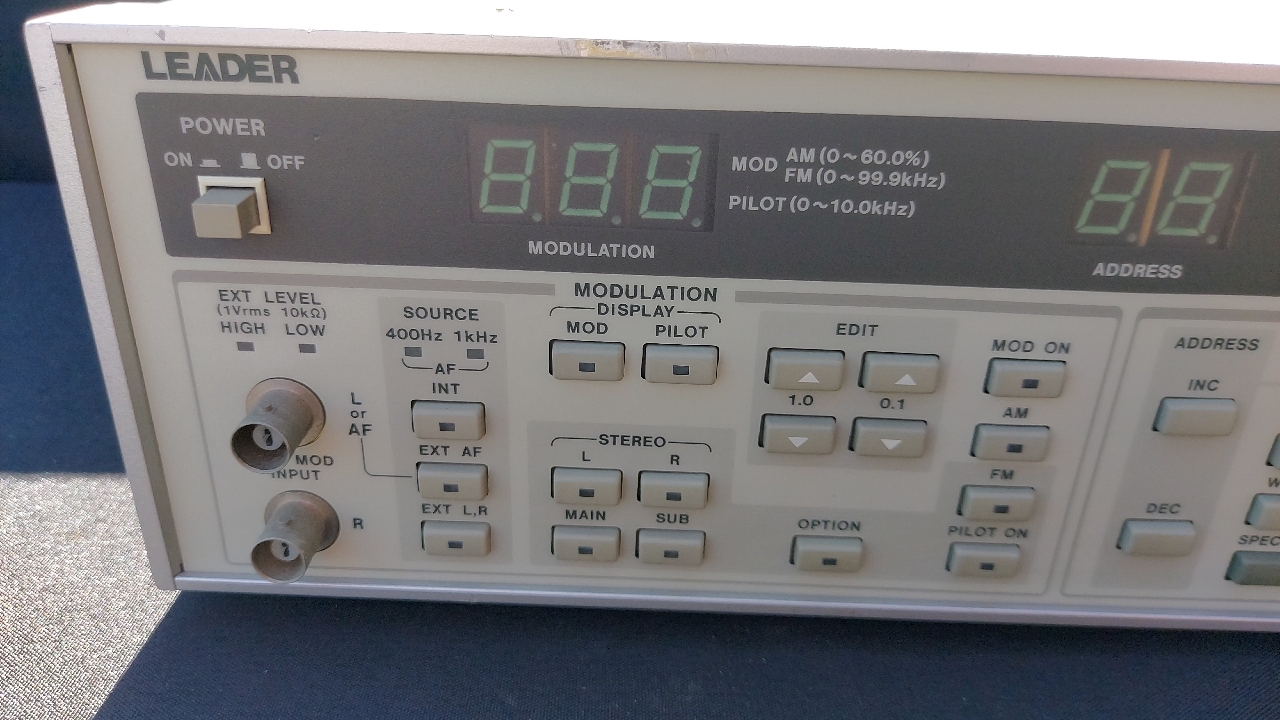 LEADER
POWER
ON OFF
MOD AM (0~60.0%)
FM (0~99.9kHz)
PILOT (0~10.0kHz)
MODULATION
ADDRESS
MODULATION
EXT LEVEL
(1Vrms 10kΩ)
HIGH LOW
SOURCE
400Hz 1kHz
AF
INT
L
or
AF
EXT AF
MOD
INPUT
R
EXT L,R
DISPLAY
MOD PILOT
STEREO
L R
MAIN SUB
EDIT
1.0 0.1
OPTION
MOD ON
AM
FM
PILOT ON
ADDRESS
INC
DEC